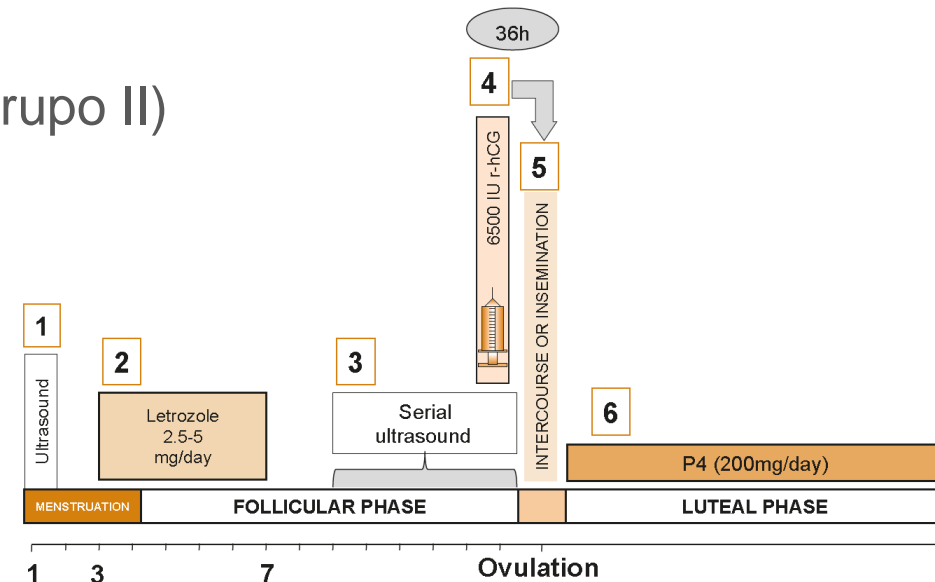 rupo II)
36h
4
6500 IU r-hCG
5
INTERCOURSE OR INSEMINATION
1
Ultrasound
2
Letrozole
2.5-5
mg/day
3
Serial
ultrasound
6
P4 (200mg/day)
MENSTRUATION
FOLLICULAR PHASE
LUTEAL PHASE
1
3
7
Ovulation